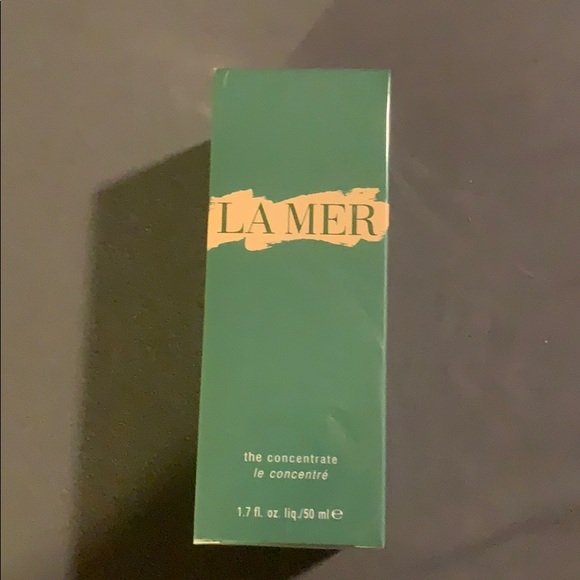 LA MER
the concentrate
le concentré
1.7 fl. oz. liq./50 ml e